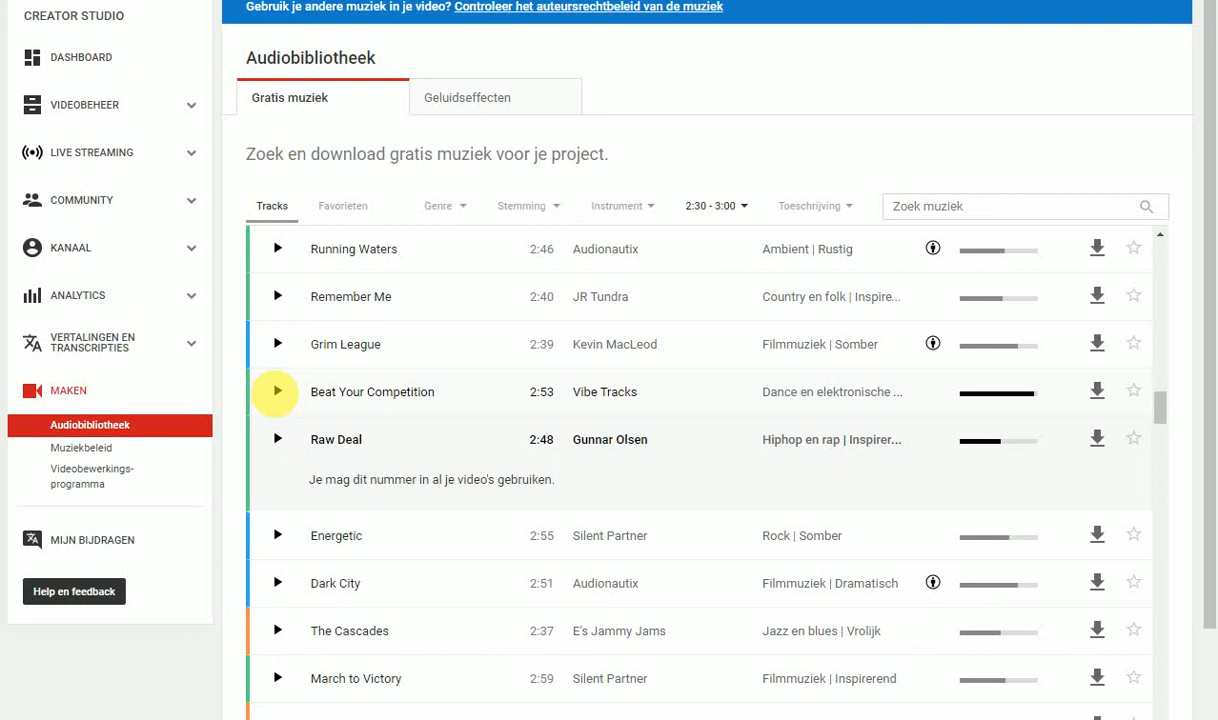 Gebruik je andere muziek in je video? Controleer het auteursrechtbeleid van de muziek
CREATOR STUDIO
DASHBOARD
VIDEOBEHEER
LIVE STREAMING
COMMUNITY
KANAAL
ANALYTICS
VERTALINGEN EN
TRANSCRIPTIES
MAKEN
Audiobibliotheek
Muziekbeleid
Videobewerkings-
programma
MIJN BIJDRAGEN
Help en feedback
Audiobibliotheek
Gratis muziek Geluidseffecten
Zoek en download gratis muziek voor je project.
Tracks Favorieten Genre Stemming Instrument 2:30 - 3:00 Toeschrijving Zoek muziek
Running Waters 2:46 Audionautix Ambient | Rustig
Remember Me 2:40 JR Tundra Country en folk | Inspire...
Grim League 2:39 Kevin MacLeod Filmmuziek | Somber
Beat Your Competition 2:53 Vibe Tracks Dance en elektronische ...
Raw Deal 2:48 Gunnar Olsen Hiphop en rap | Inspirer...
Je mag dit nummer in al je video's gebruiken.
Energetic 2:55 Silent Partner Rock | Somber
Dark City 2:51 Audionautix Filmmuziek | Dramatisch
The Cascades 2:37 E's Jammy Jams Jazz en blues | Vrolijk
March to Victory 2:59 Silent Partner Filmmuziek | Inspirerend